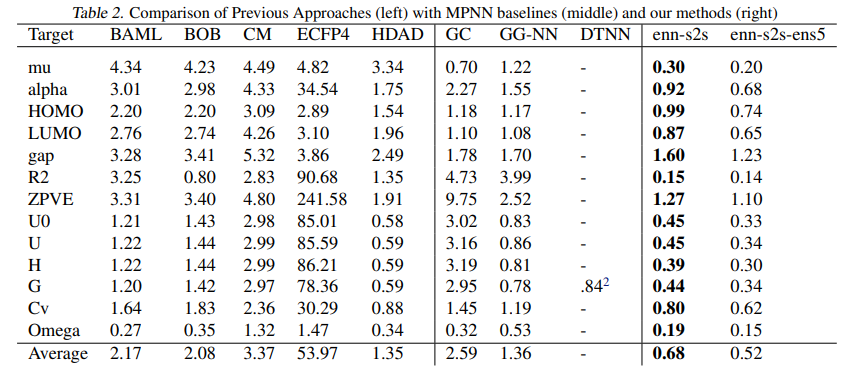 Table 2. Comparison of Previous Approaches (left) with MPNN baselines (middle) and our methods (right)
Target BAML BOB CM ECFP4 HDAD GC GG-NN DTNN enn-s2s enn-s2s-ens5
mu 4.34 4.23 4.49 4.82 3.34 0.70 1.22 - 0.30 0.20
alpha 3.01 2.98 4.33 34.54 1.75 2.27 1.55 - 0.92 0.68
HOMO 2.20 2.20 3.09 2.89 1.54 1.18 1.17 - 0.99 0.74
LUMO 2.76 2.74 4.26 3.10 1.96 1.10 1.08 - 0.87 0.65
gap 3.28 3.41 5.32 3.86 2.49 1.78 1.70 - 1.60 1.23
R2 3.25 0.80 2.83 90.68 1.35 4.73 3.99 - 0.15 0.14
ZPVE 3.31 3.40 4.80 241.58 1.91 9.75 2.52 - 1.27 1.10
U0 1.21 1.43 2.98 85.01 0.58 3.02 0.83 - 0.45 0.33
U 1.22 1.44 2.99 85.59 0.59 3.16 0.86 - 0.45 0.34
H 1.22 1.44 2.99 86.21 0.59 3.19 0.81 - 0.39 0.30
G 1.20 1.42 2.97 78.36 0.59 2.95 0.78 .84² 0.44 0.34
Cv 1.64 1.83 2.36 30.29 0.88 1.45 1.19 - 0.80 0.62
Omega 0.27 0.35 1.32 1.47 0.34 0.32 0.53 - 0.19 0.15
Average 2.17 2.08 3.37 53.97 1.35 2.59 1.36 - 0.68 0.52